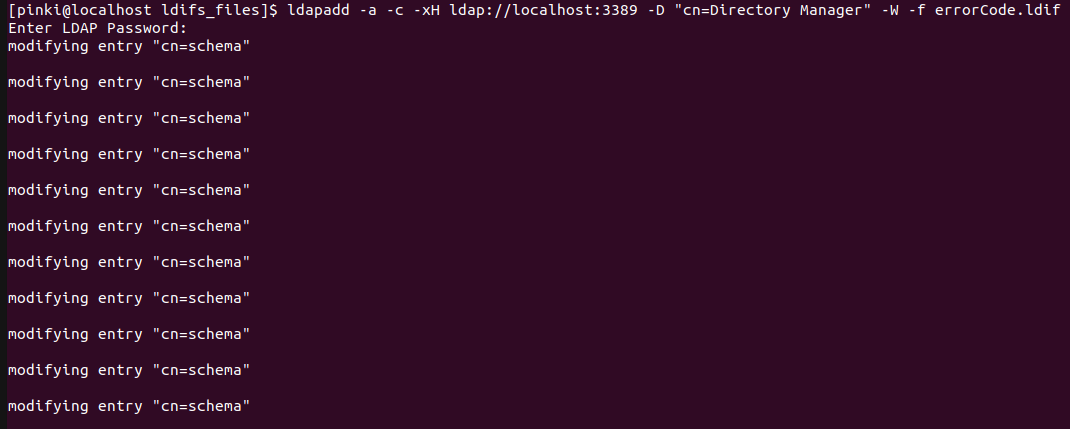 [pinki@localhost ldifs_files]$ ldapadd -a -c -xH ldap://localhost:3389 -D "cn=Directory Manager" -W -f errorCode.ldif
Enter LDAP Password:
modifying entry "cn=schema"
modifying entry "cn=schema"
modifying entry "cn=schema"
modifying entry "cn=schema"
modifying entry "cn=schema"
modifying entry "cn=schema"
modifying entry "cn=schema"
modifying entry "cn=schema"
modifying entry "cn=schema"
modifying entry "cn=schema"
modifying entry "cn=schema"